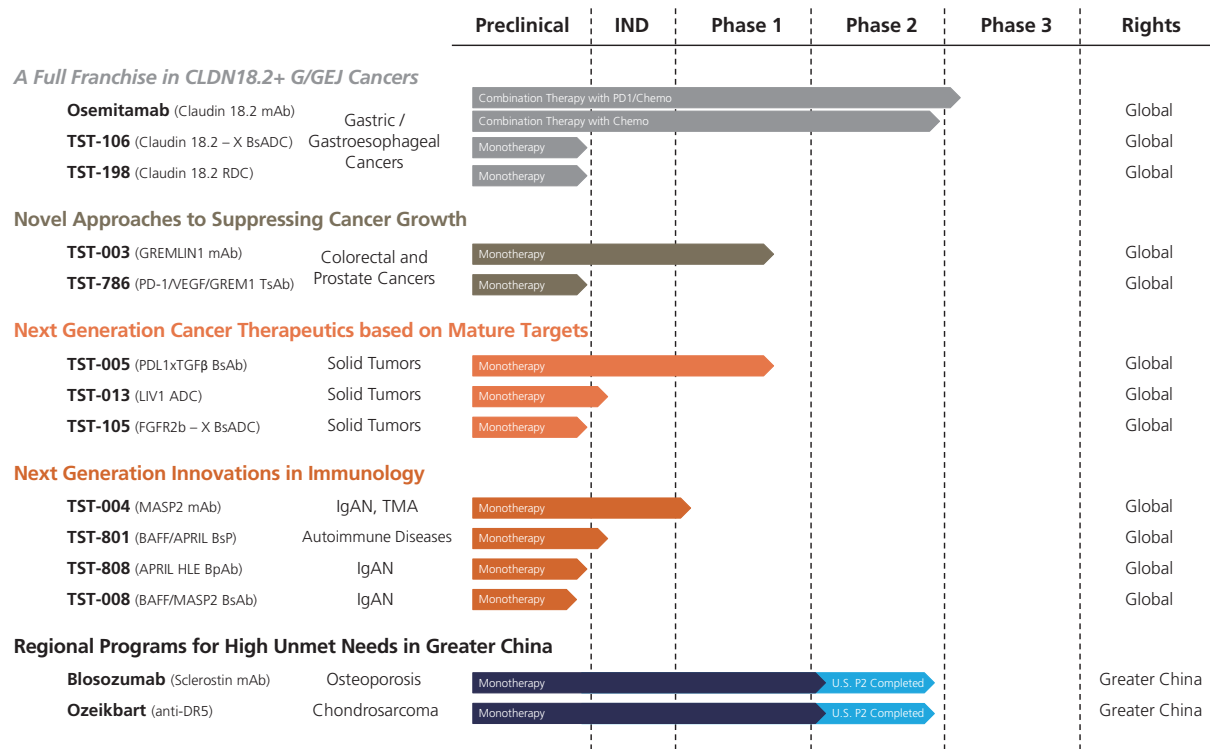 Preclinical IND Phase 1 Phase 2 Phase 3 Rights
A Full Franchise in CLDN18.2+ G/GEJ Cancers
Osemitamab (Claudin 18.2 mAb)
Gastric /
Gastroesophageal
Cancers
Combination Therapy with PD1/Chemo
Combination Therapy with Chemo
Global
TST-106 (Claudin 18.2 – X BsADC)
Monotherapy
Global
TST-198 (Claudin 18.2 RDC)
Monotherapy
Global
Novel Approaches to Suppressing Cancer Growth
TST-003 (GREMLIN1 mAb)
Colorectal and
Prostate Cancers
Monotherapy
Global
TST-786 (PD-1/VEGF/GREM1 TsAb)
Monotherapy
Global
Next Generation Cancer Therapeutics based on Mature Targets
TST-005 (PDL1xTGFβ BsAb) Solid Tumors Monotherapy Global
TST-013 (LIV1 ADC) Solid Tumors Monotherapy Global
TST-105 (FGFR2b – X BsADC) Solid Tumors Monotherapy Global
Next Generation Innovations in Immunology
TST-004 (MASP2 mAb) IgAN, TMA Monotherapy Global
TST-801 (BAFF/APRIL BsP) Autoimmune Diseases Monotherapy Global
TST-808 (APRIL HLE BpAb) IgAN Monotherapy Global
TST-008 (BAFF/MASP2 BsAb) IgAN Monotherapy Global
Regional Programs for High Unmet Needs in Greater China
Blosozumab (Sclerostin mAb) Osteoporosis Monotherapy U.S. P2 Completed Greater China
Ozeikbart (anti-DR5) Chondrosarcoma Monotherapy U.S. P2 Completed Greater China